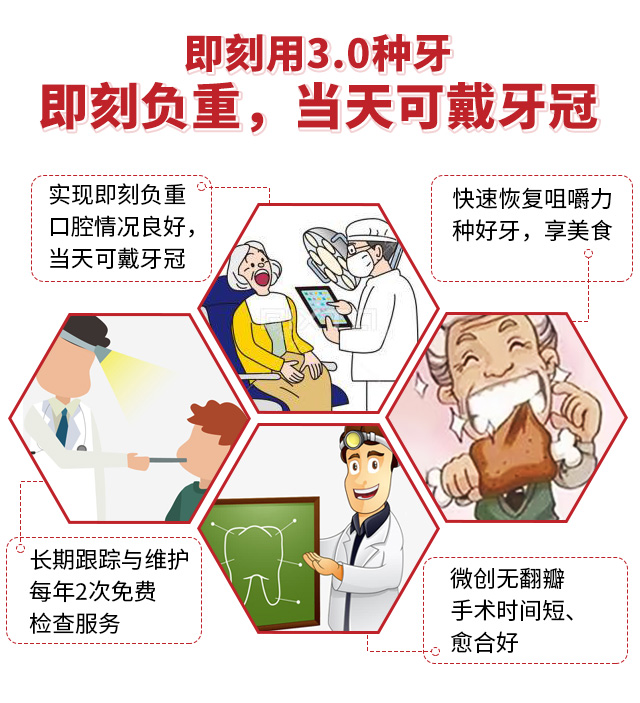 即刻用3.0种牙
即刻负重，当天可戴牙冠
实现即刻负重
口腔情况良好，
当天可戴牙冠
快速恢复咀嚼力
种好牙，享美食
长期跟踪与维护
每年2次免费
检查服务
微创无翻瓣
手术时间短、
愈合好